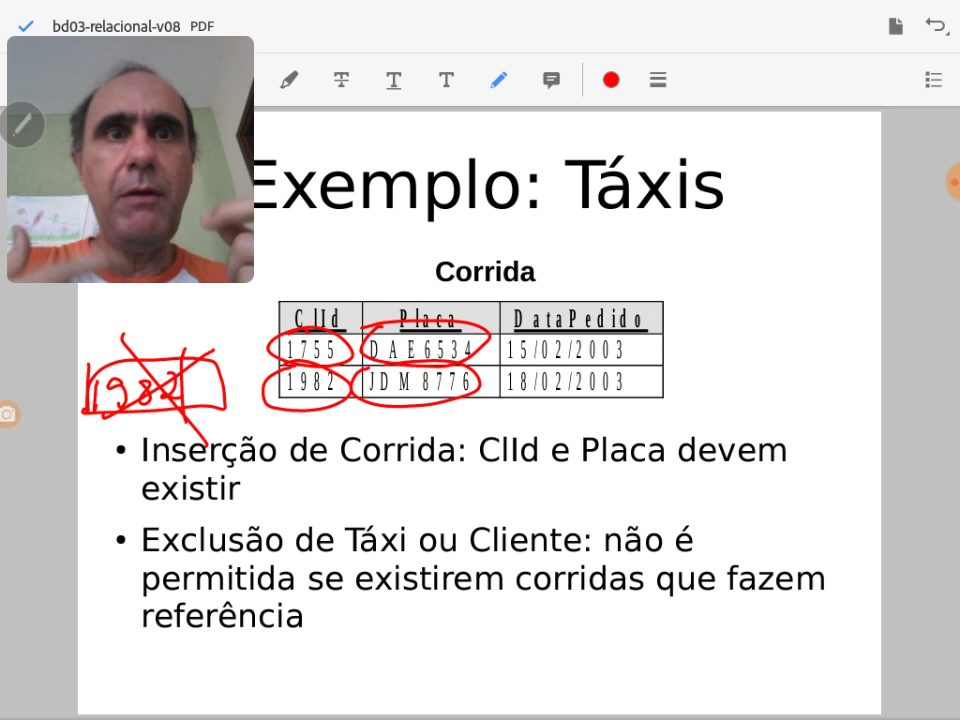 bd03-relacional-v08 PDF
T T T
Exemplo: Táxis
Corrida
ClId Placa DataPedido
1755 DAE6534 15/02/2003
1982 JDM8776 18/02/2003
1982
• Inserção de Corrida: ClId e Placa devem
existir
• Exclusão de Táxi ou Cliente: não é
permitida se existirem corridas que fazem
referência